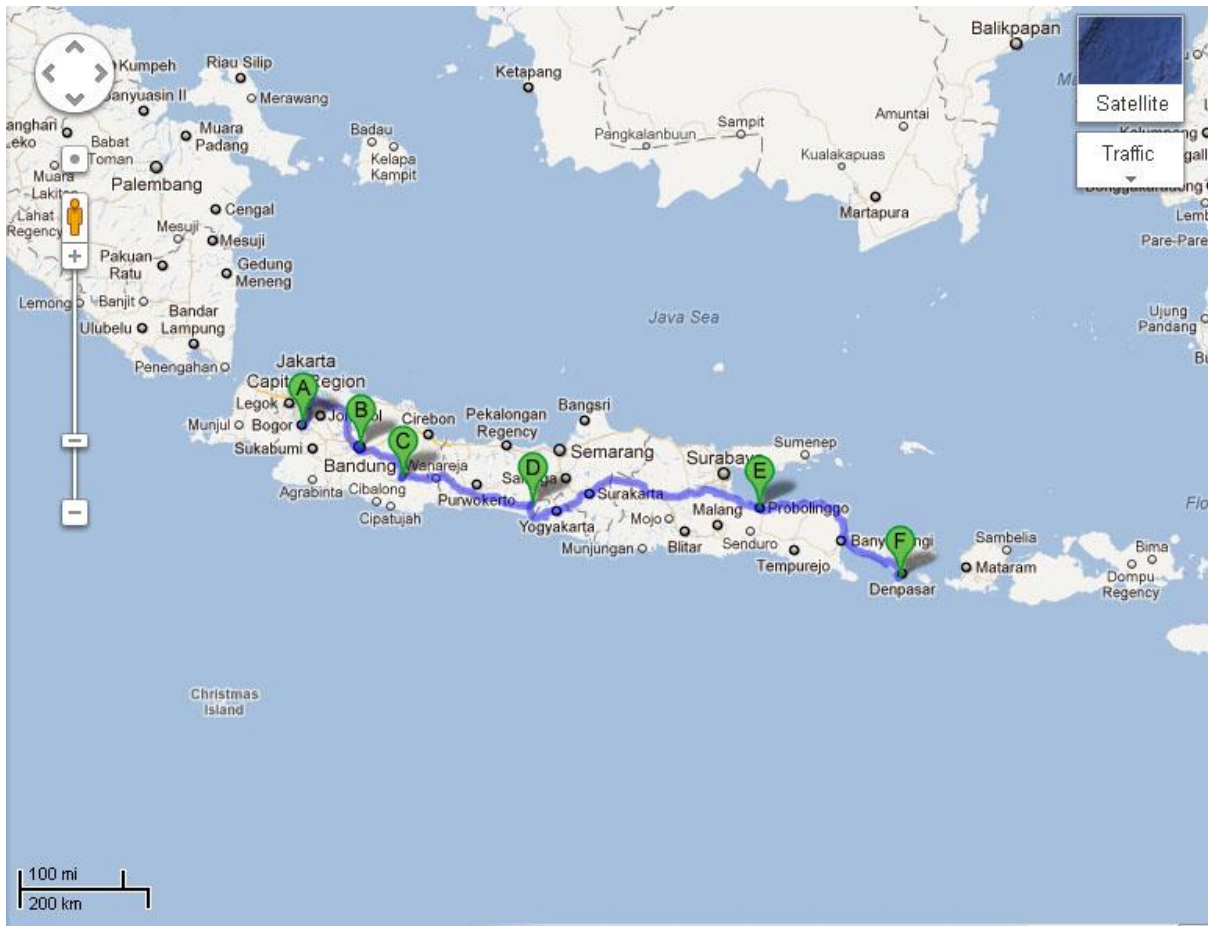 Balikpapan
Kumpeh
Riau Silip
Ketapang
Merawang
Satellite
Muara
Padang
Badau
Kelapa
Kampit
Pangkalanbuun
Sampit
Amuntai
Babat
Toman
Traffic
Palembang
Kualakapuas
Muara
Lahat
Regency
Cengal
Martapura
Mesuji
Mesuji
Pare-Pare
Pakuan
Ratu
Gedung
Meneng
Lemong
Banjit
Ulubelu
Bandar
Lampung
Java Sea
Ujung
Pandang
Penengahan
Jakarta
A
Legok
B
Bangsri
Munjul
Bogor
Cirebon
Pekalongan
Regency
Sumenep
Sukabumi
C
Semarang
Bandung
Wanareja
D
E
Agrabinta
Cibalong
Purwokerto
Surakarta
Cipatujah
Yogyakarta
Mojo
Malang
Probolinggo
Munjungan
Blitar
Senduro
F
Sambelia
Bima
Tempurejo
Mataram
Dompu
Regency
Denpasar
Christmas
Island
100 mi
200 km